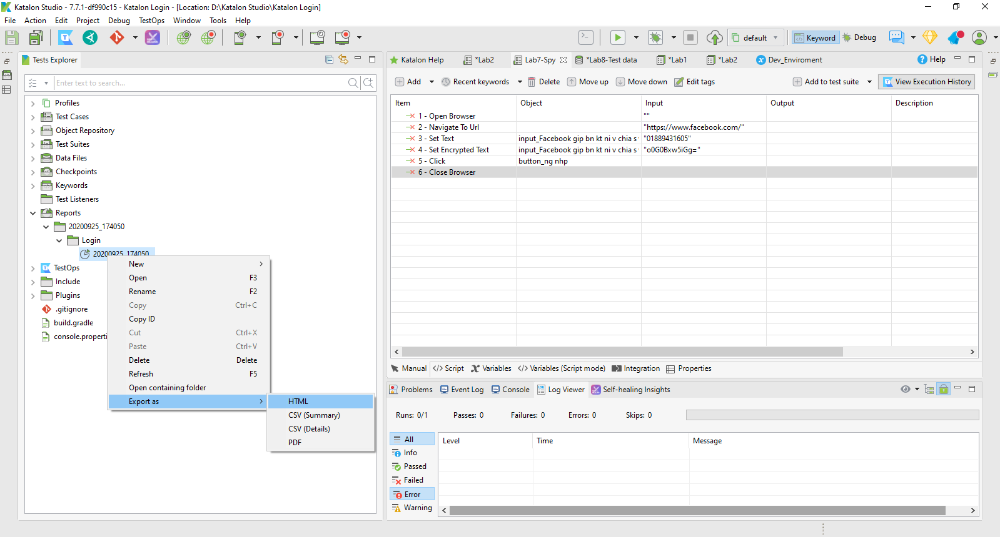 Katalon Studio - 7.7.1-df990c15 - Katalon Login - [Location: D:\Katalon Studio\Katalon Login]
File Action Edit Project Debug TestOps Window Tools Help
default Keyword Debug
Tests Explorer
Enter text to search...
Profiles
Test Cases
Object Repository
Test Suites
Data Files
Checkpoints
Keywords
Test Listeners
Reports
20200925_174050
Login
20200925_174050
TestOps
Include
Plugins
.gitignore
build.gradle
console.properti
New
Open F3
Rename F2
Copy Ctrl+C
Copy ID
Cut Ctrl+X
Paste Ctrl+V
Delete Delete
Refresh F5
Open containing folder
Export as
HTML
CSV (Summary)
CSV (Details)
PDF
Katalon Help *Lab2 Lab7-Spy *Lab8-Test data *Lab1 *Lab2 Dev_Enviroment Help
Add Recent keywords Delete Move up Move down Edit tags Add to test suite View Execution History
Item Object Input Output Description
1 - Open Browser ""
2 - Navigate To Url "https://www.facebook.com/"
3 - Set Text input_Facebook gip bn kt ni v chia s "01889431605"
4 - Set Encrypted Text input_Facebook gip bn kt ni v chia s "o0G0Bxw5iGg="
5 - Click button_ng nhp
6 - Close Browser
Manual </> Script Variables </> Variables (Script mode) Integration Properties
Problems Event Log Console Log Viewer Self-healing Insights
Runs: 0/1 Passes: 0 Failures: 0 Errors: 0 Skips: 0
All
Info
Passed
Failed
Error
Warning
Level Time Message